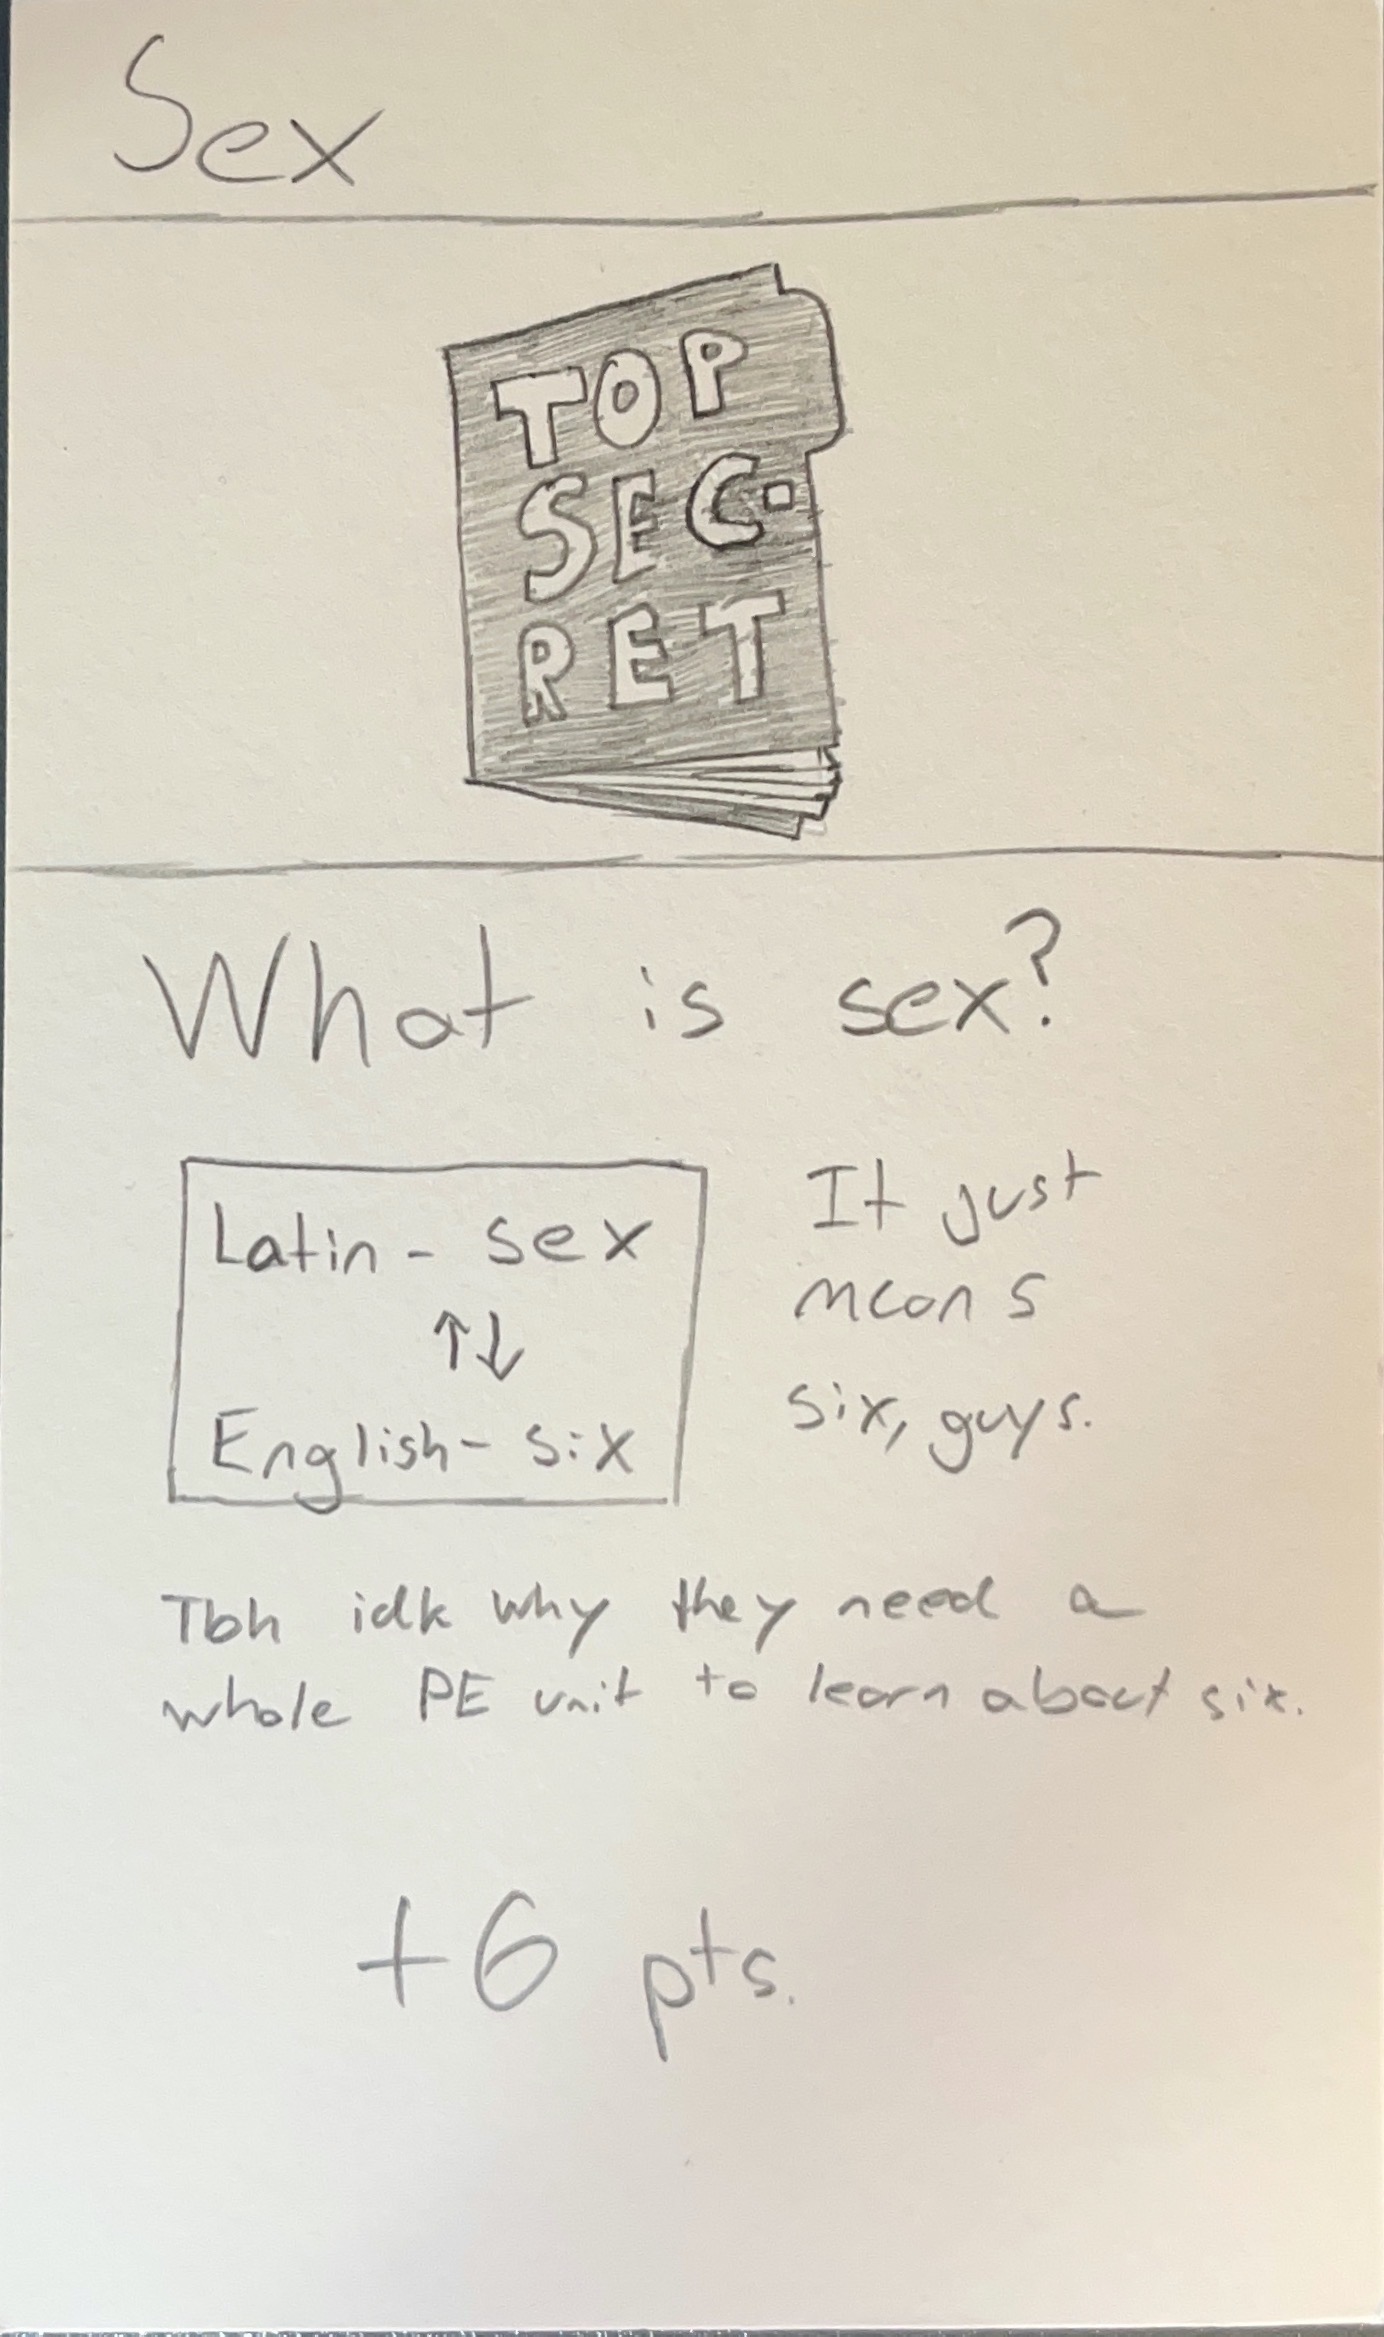 Sex
TOP
SEC-
RET
What is sex?
Latin - sex
↑↓
English - six
It just
means
six, guys.
Tbh idk why they need a
whole PE unit to learn about six.
+6 pts.